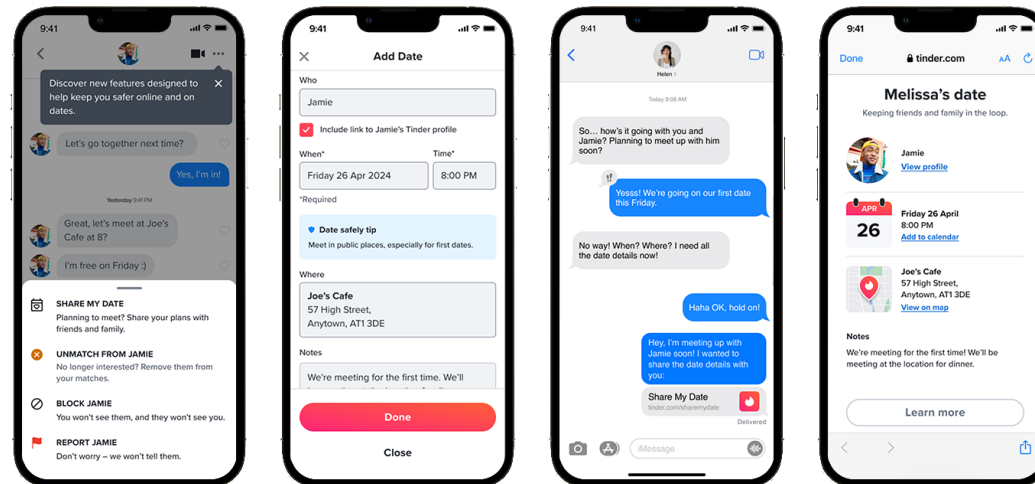 9:41
Discover new features designed to
help keep you safer online and on
dates.
Let's go together next time?
Yes, I'm in!
Yesterday 9:41 PM
Great, let's meet at Joe's
Cafe at 8?
I'm free on Friday :)
SHARE MY DATE
Planning to meet? Share your plans with
friends and family.
UNMATCH FROM JAMIE
No longer interested? Remove them from
your matches.
BLOCK JAMIE
You won't see them, and they won't see you.
REPORT JAMIE
Don't worry – we won't tell them.
9:41
Add Date
Who
Jamie
Include link to Jamie's Tinder profile
When* Time*
Friday 26 Apr 2024 8:00 PM
*Required
Date safely tip
Meet in public places, especially for first dates.
Where
Joe's Cafe
57 High Street,
Anytown, AT1 3DE
Notes
We're meeting for the first time. We'll
Done
Close
9:41
Helen >
Today 9:08 AM
So… how's it going with you and
Jamie? Planning to meet up with him
soon?
Yesss! We're going on our first date
this Friday.
No way! When? Where? I need all
the date details now!
Haha OK, hold on!
Hey, I'm meeting up with
Jamie soon! I wanted to
share the date details with
you:
Share My Date
tinder.com/sharemydate
Delivered
iMessage
9:41
Done tinder.com AA
Melissa's date
Keeping friends and family in the loop.
Jamie
View profile
APR
26
Friday 26 April
8:00 PM
Add to calendar
Joe's Cafe
57 High Street,
Anytown, AT1 3DE
View on map
Notes
We're meeting for the first time! We'll be
meeting at the location for dinner.
Learn more